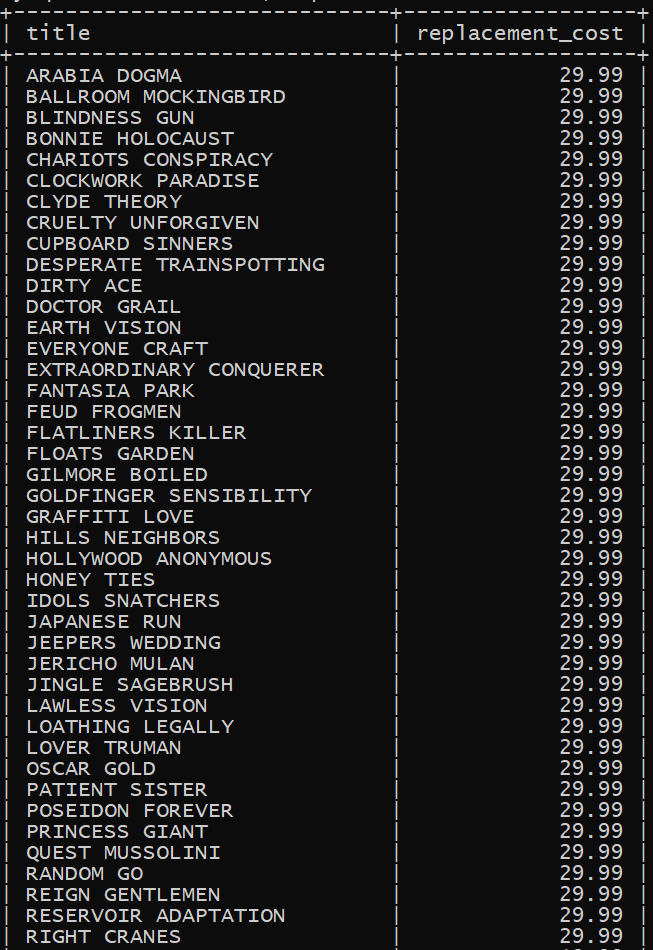 +-----------------------------+------------------+
| title | replacement_cost |
+-----------------------------+------------------+
| ARABIA DOGMA | 29.99 |
| BALLROOM MOCKINGBIRD | 29.99 |
| BLINDNESS GUN | 29.99 |
| BONNIE HOLOCAUST | 29.99 |
| CHARIOTS CONSPIRACY | 29.99 |
| CLOCKWORK PARADISE | 29.99 |
| CLYDE THEORY | 29.99 |
| CRUELTY UNFORGIVEN | 29.99 |
| CUPBOARD SINNERS | 29.99 |
| DESPERATE TRAINSPOTTING | 29.99 |
| DIRTY ACE | 29.99 |
| DOCTOR GRAIL | 29.99 |
| EARTH VISION | 29.99 |
| EVERYONE CRAFT | 29.99 |
| EXTRAORDINARY CONQUERER | 29.99 |
| FANTASIA PARK | 29.99 |
| FEUD FROGMEN | 29.99 |
| FLATLINERS KILLER | 29.99 |
| FLOATS GARDEN | 29.99 |
| GILMORE BOILED | 29.99 |
| GOLDFINGER SENSIBILITY | 29.99 |
| GRAFFITI LOVE | 29.99 |
| HILLS NEIGHBORS | 29.99 |
| HOLLYWOOD ANONYMOUS | 29.99 |
| HONEY TIES | 29.99 |
| IDOLS SNATCHERS | 29.99 |
| JAPANESE RUN | 29.99 |
| JEEPERS WEDDING | 29.99 |
| JERICHO MULAN | 29.99 |
| JINGLE SAGEBRUSH | 29.99 |
| LAWLESS VISION | 29.99 |
| LOATHING LEGALLY | 29.99 |
| LOVER TRUMAN | 29.99 |
| OSCAR GOLD | 29.99 |
| PATIENT SISTER | 29.99 |
| POSEIDON FOREVER | 29.99 |
| PRINCESS GIANT | 29.99 |
| QUEST MUSSOLINI | 29.99 |
| RANDOM GO | 29.99 |
| REIGN GENTLEMEN | 29.99 |
| RESERVOIR ADAPTATION | 29.99 |
| RIGHT CRANES | 29.99 |